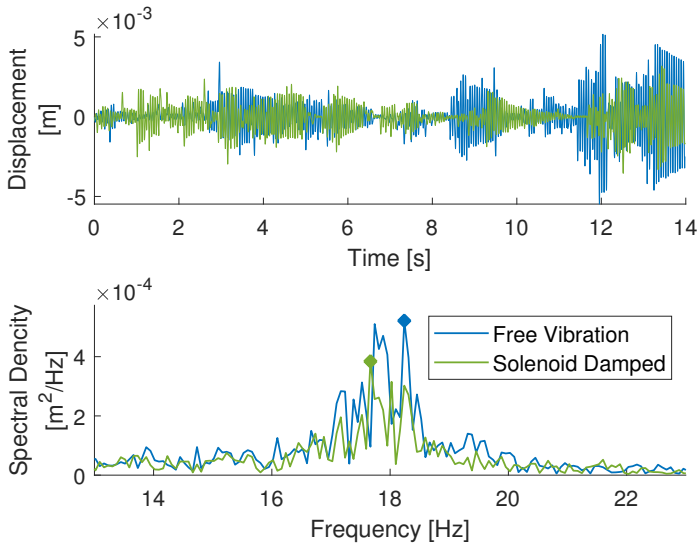 ×10⁻³
5
0
-5
Displacement
[m]
0 2 4 6 8 10 12 14
Time [s]
×10⁻⁴
4
2
0
Spectral Dencity
[m²/Hz]
Free Vibration
Solenoid Damped
14 16 18 20 22
Frequency [Hz]